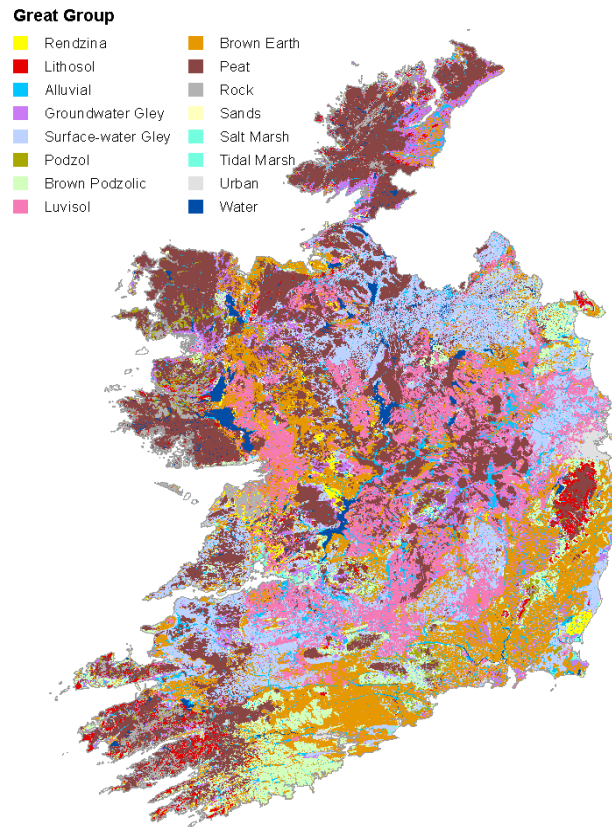 Great Group
Rendzina
Lithosol
Alluvial
Groundwater Gley
Surface-water Gley
Podzol
Brown Podzolic
Luvisol
Brown Earth
Peat
Rock
Sands
Salt Marsh
Tidal Marsh
Urban
Water